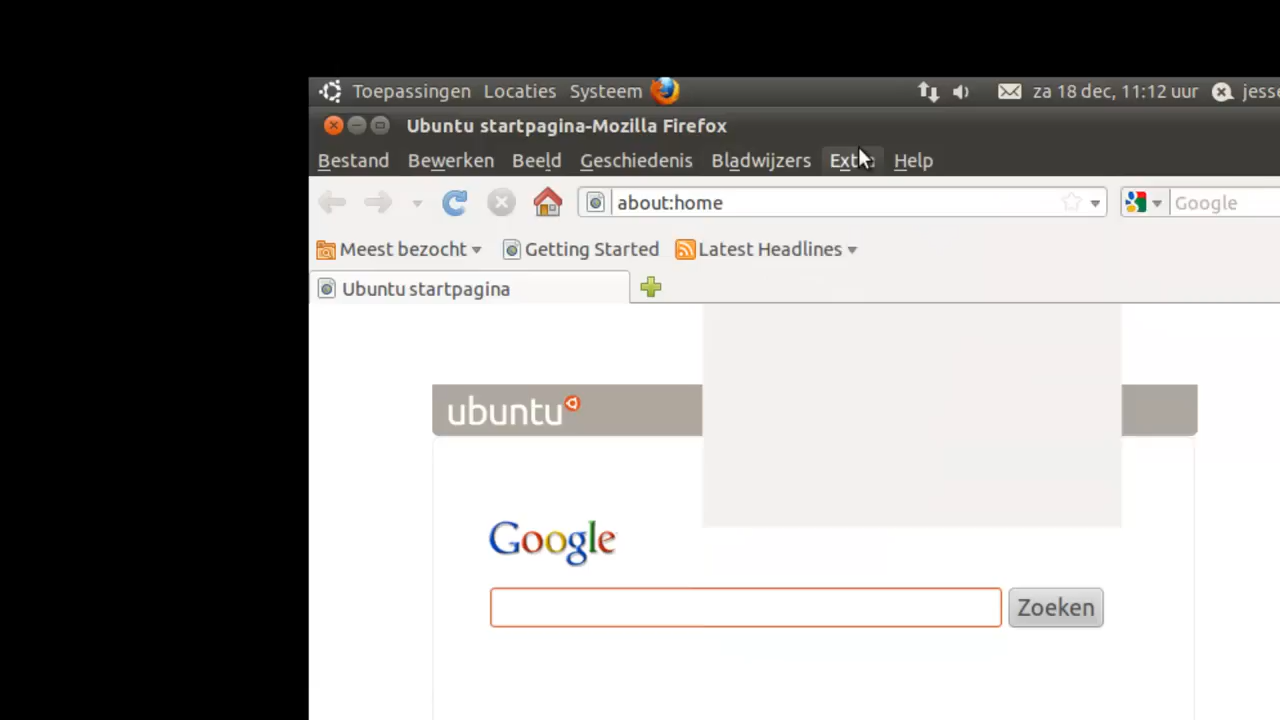 Toepassingen Locaties Systeem za 18 dec, 11:12 uur
Ubuntu startpagina-Mozilla Firefox
Bestand Bewerken Beeld Geschiedenis Bladwijzers Help
about:home Google
Meest bezocht Getting Started Latest Headlines
Ubuntu startpagina
ubuntu
Google
Zoeken